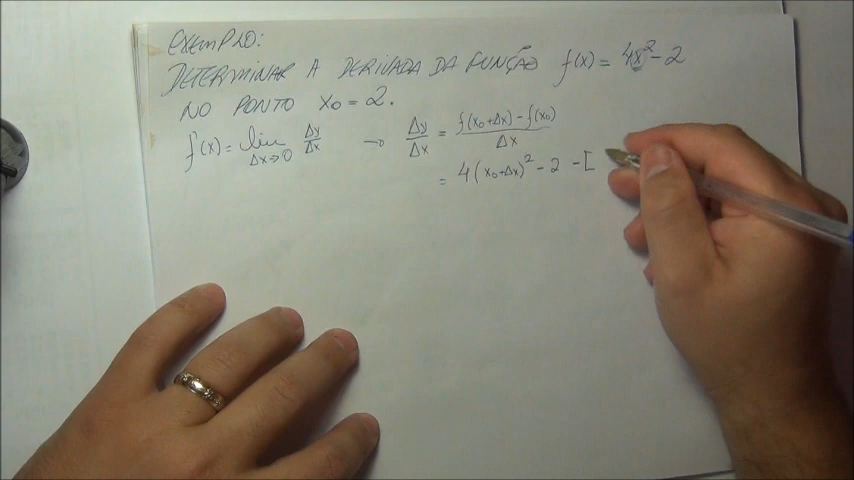 EXEMPLO:
DETERMINAR A DERIVADA DA FUNÇÃO f(x) = 4x² - 2
NO PONTO x₀ = 2.
f'(x) = lim Δx→0 Δy/Δx → Δy/Δx = f(x₀+Δx) - f(x₀) / Δx
= 4(x₀+Δx)² - 2 - [